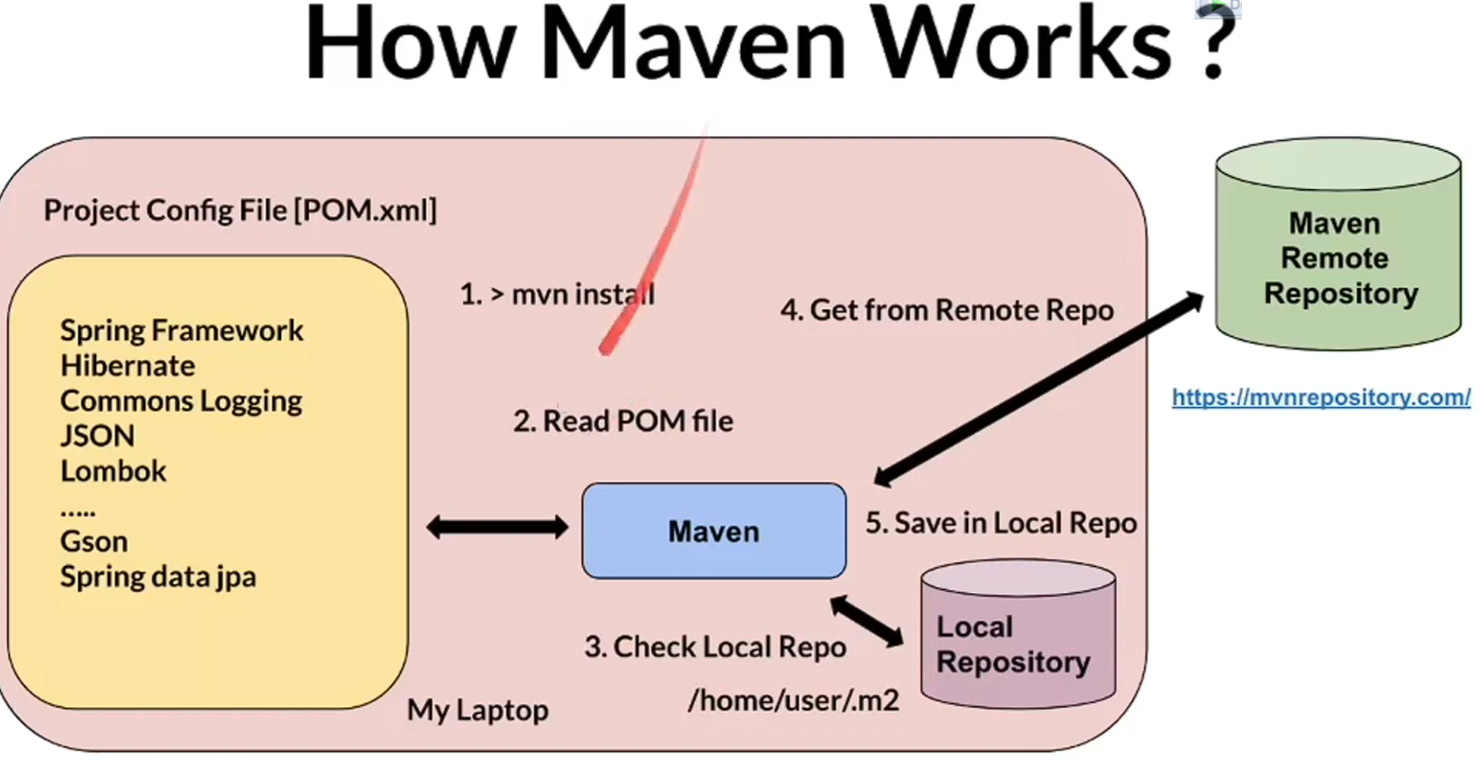 How Maven Works ?
Project Config File [POM.xml]
Spring Framework
Hibernate
Commons Logging
JSON
Lombok
.....
Gson
Spring data jpa
1. > mvn install
2. Read POM file
Maven
3. Check Local Repo
/home/user/.m2
My Laptop
4. Get from Remote Repo
5. Save in Local Repo
Local
Repository
Maven
Remote
Repository
https://mvnrepository.com/